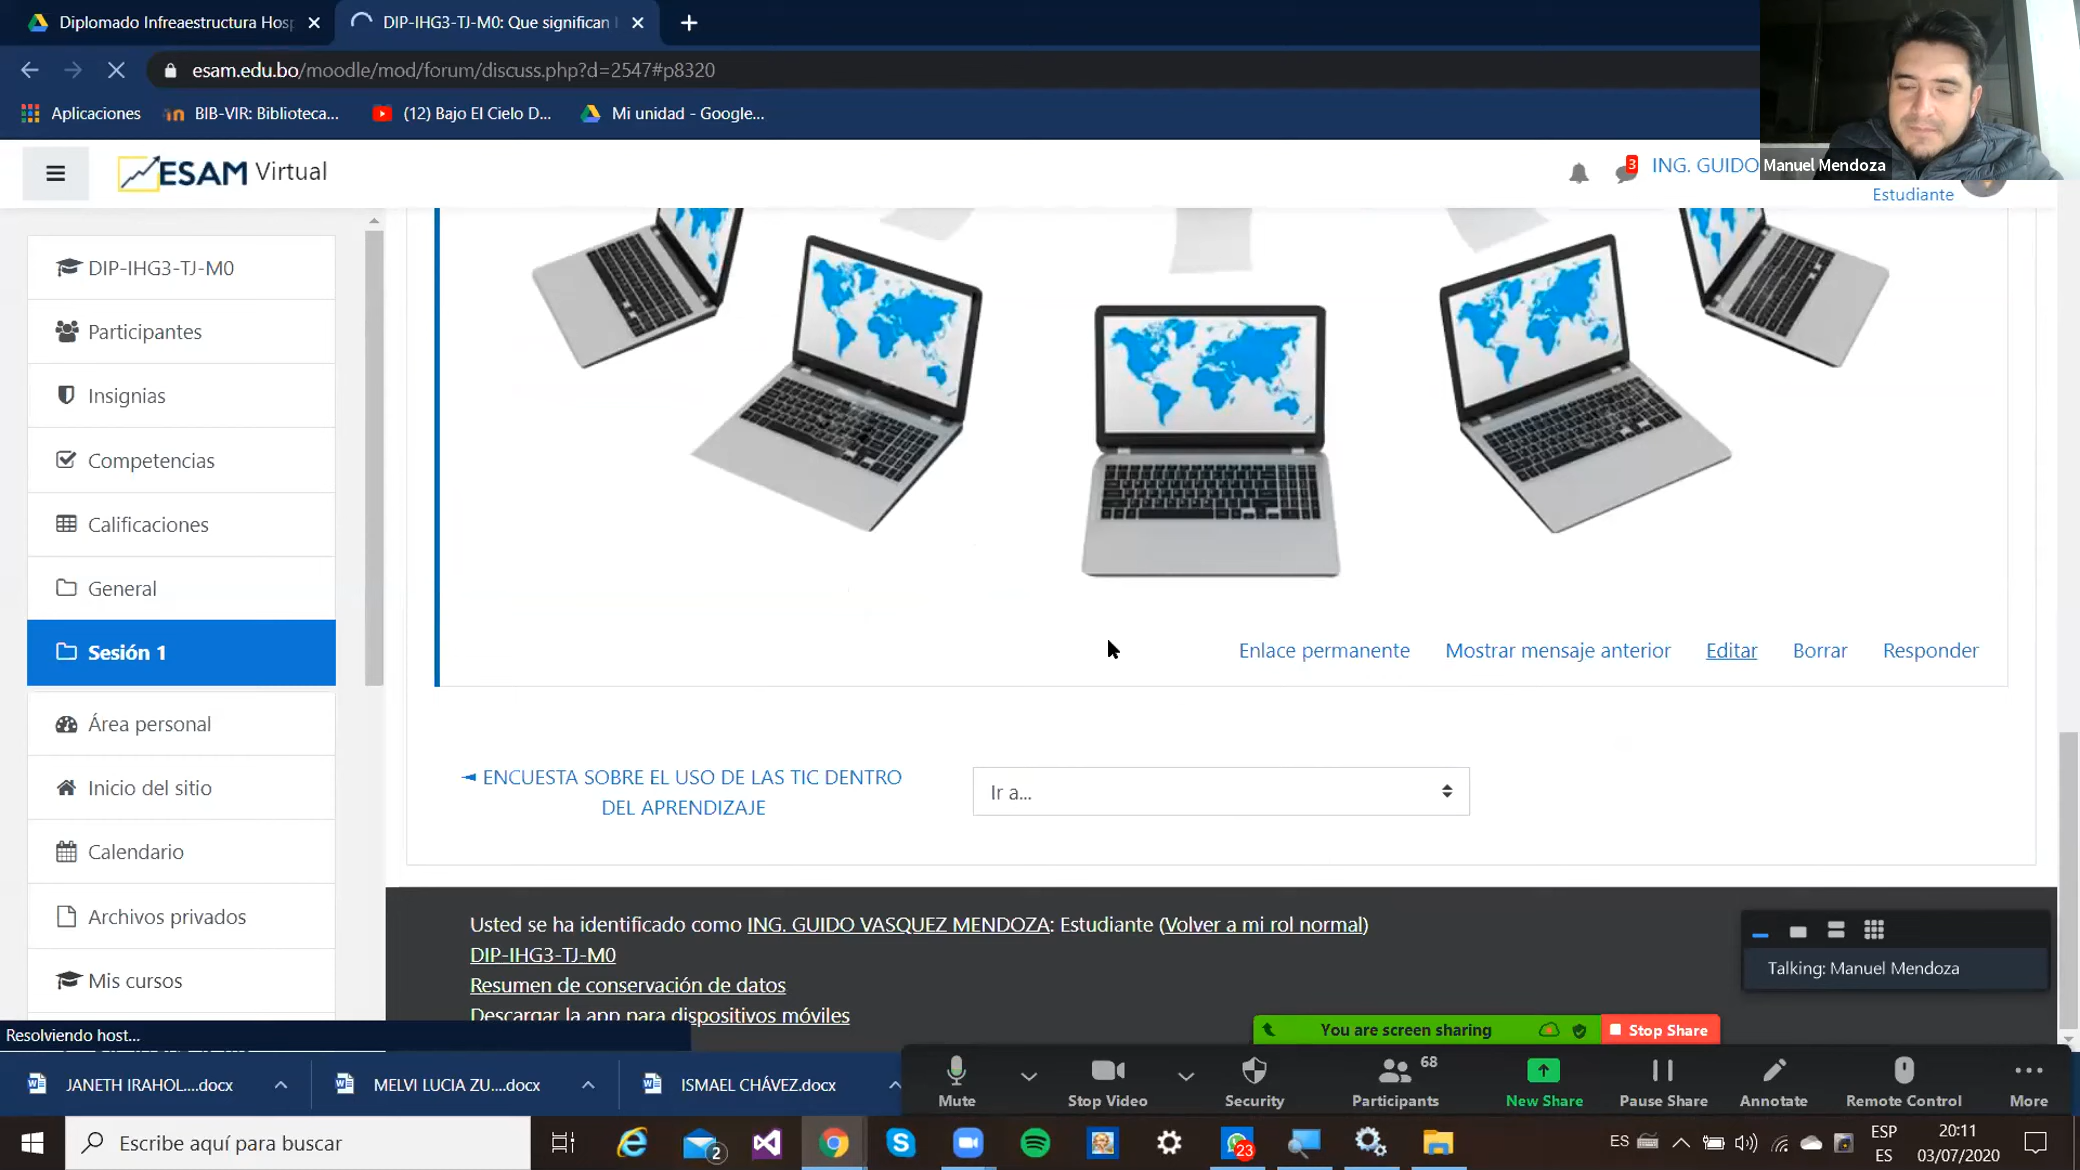 Diplomado Infreaestructura Hosp
DIP-IHG3-TJ-M0: Que significan l
esam.edu.bo/moodle/mod/forum/discuss.php?d=2547#p8320
Aplicaciones
BIB-VIR: Biblioteca...
(12) Bajo El Cielo D...
Mi unidad - Google...
ESAM Virtual
3
ING. GUIDO
Manuel Mendoza
Estudiante
DIP-IHG3-TJ-M0
Participantes
Insignias
Competencias
Calificaciones
General
Sesión 1
Área personal
Inicio del sitio
Calendario
Archivos privados
Mis cursos
Enlace permanente
Mostrar mensaje anterior
Editar
Borrar
Responder
◄ ENCUESTA SOBRE EL USO DE LAS TIC DENTRO
DEL APRENDIZAJE
Ir a...
Usted se ha identificado como ING. GUIDO VASQUEZ MENDOZA: Estudiante (Volver a mi rol normal)
DIP-IHG3-TJ-M0
Resumen de conservación de datos
Descargar la app para dispositivos móviles
Talking: Manuel Mendoza
Resolviendo host...
You are screen sharing
Stop Share
JANETH IRAHOL....docx
MELVI LUCIA ZU....docx
ISMAEL CHÁVEZ.docx
Mute
Stop Video
Security
Participants
68
New Share
Pause Share
Annotate
Remote Control
More
Escribe aquí para buscar
2
23
ES
ESP
ES
20:11
03/07/2020